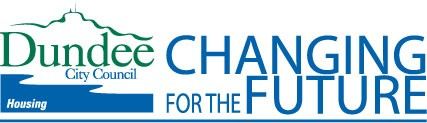 Dundee
City Council
Housing
CHANGING
FOR THE FUTURE